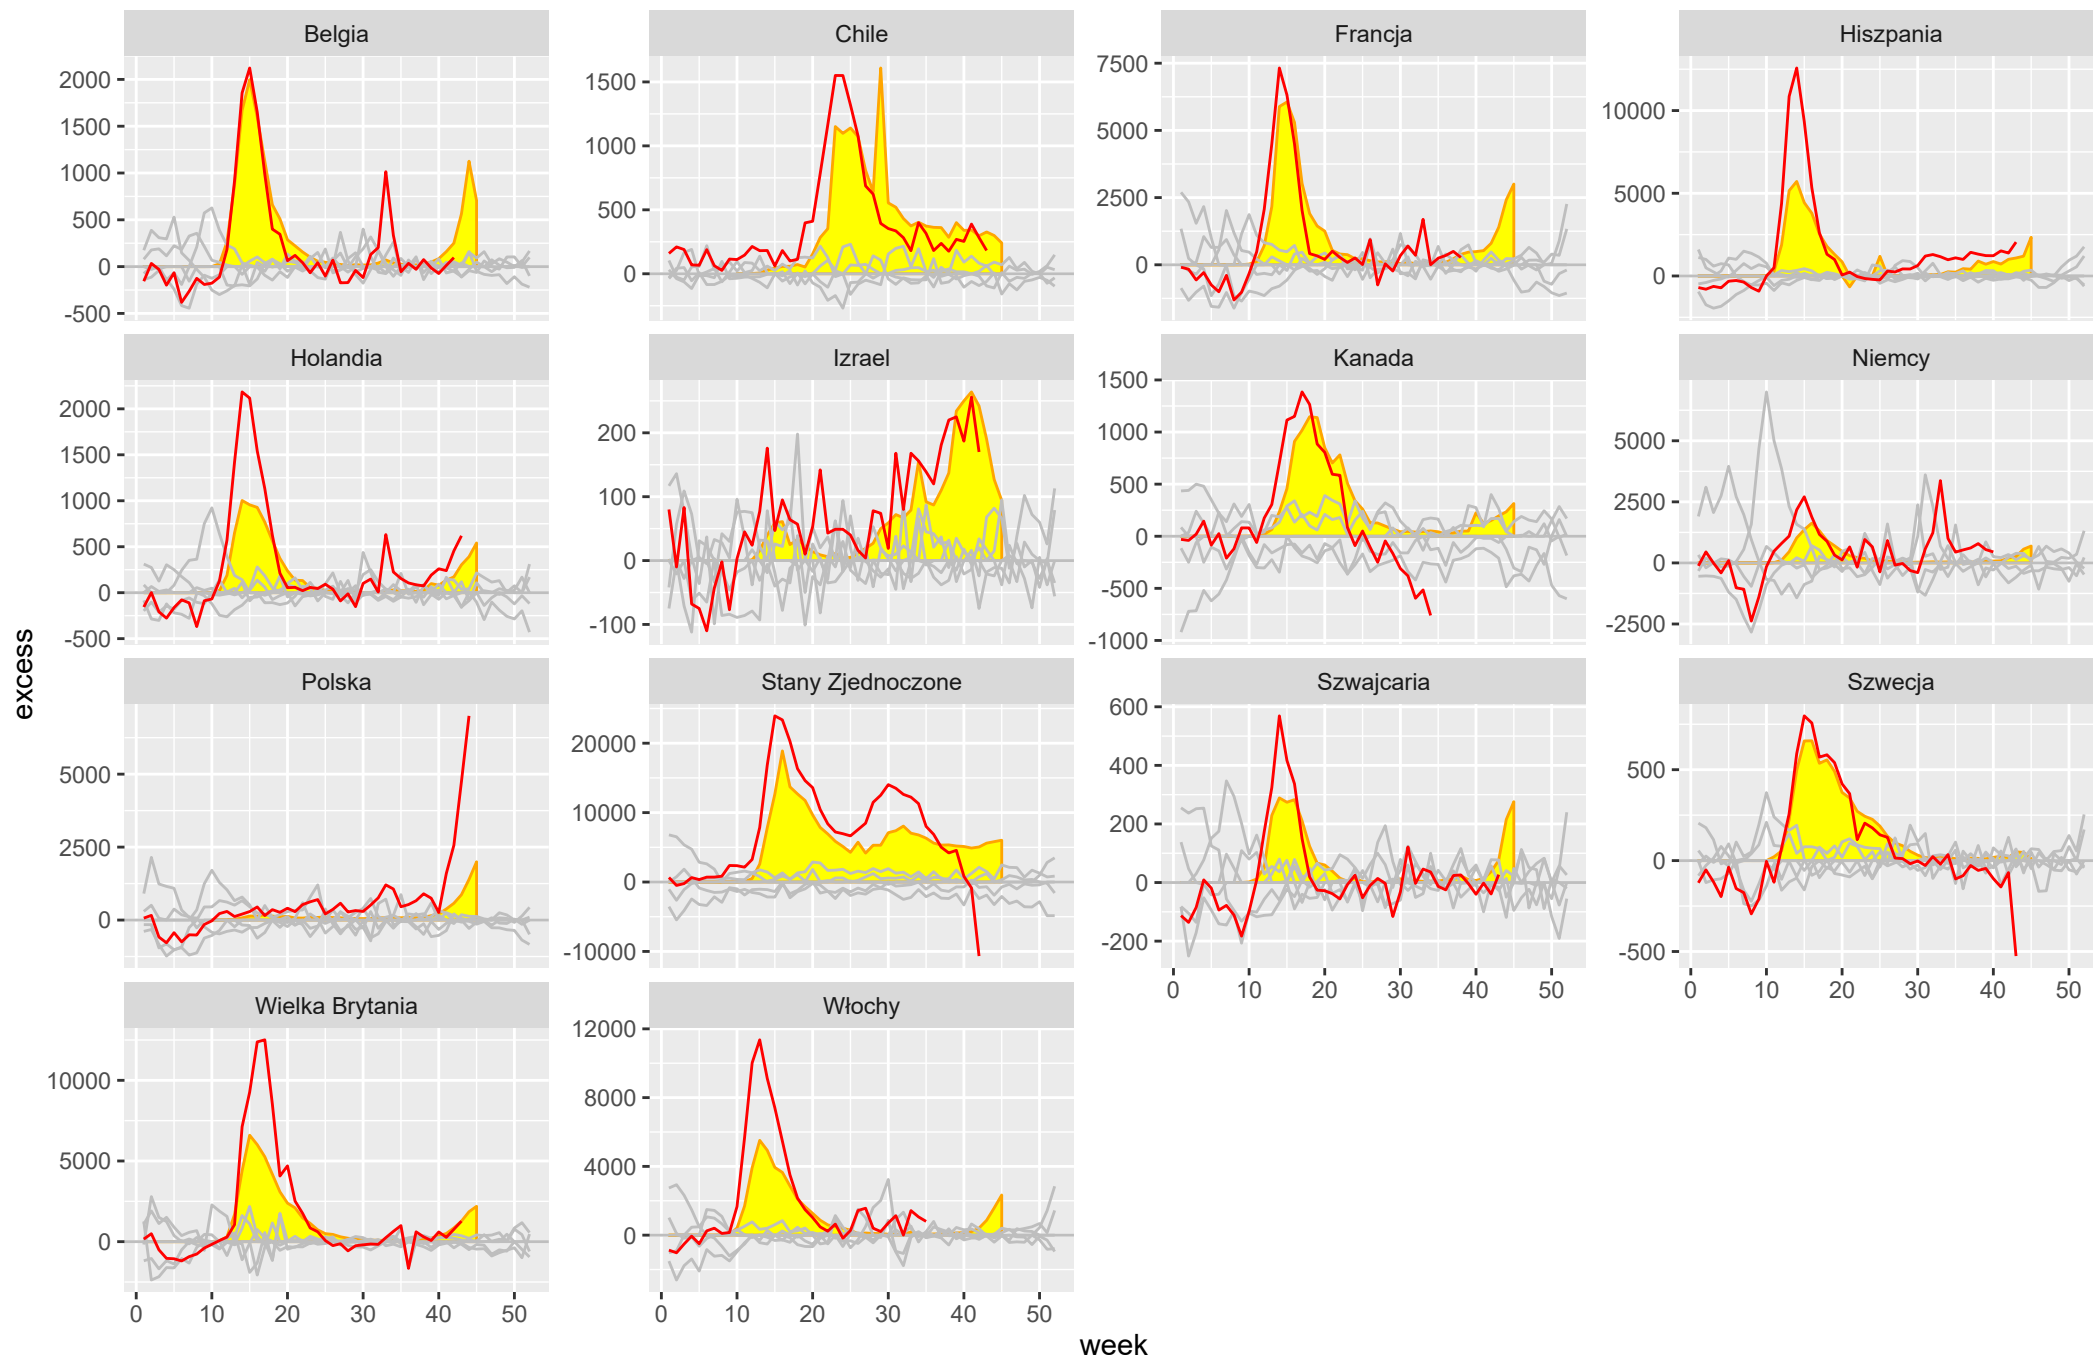 Belgia
Chile
Francja
Hiszpania
2000
1500
1000
500
0
-500
1500
1000
500
0
7500
5000
2500
0
10000
5000
0
Holandia
Izrael
Kanada
Niemcy
2000
1500
1000
500
0
-500
200
100
0
-100
1500
1000
500
0
-500
-1000
5000
2500
0
-2500
excess
Polska
Stany Zjednoczone
Szwajcaria
Szwecja
5000
2500
0
20000
10000
0
-10000
600
400
200
0
-200
500
0
-500
0 10 20 30 40 50
0 10 20 30 40 50
Wielka Brytania
Włochy
10000
5000
0
12000
8000
4000
0
0 10 20 30 40 50
0 10 20 30 40 50
week